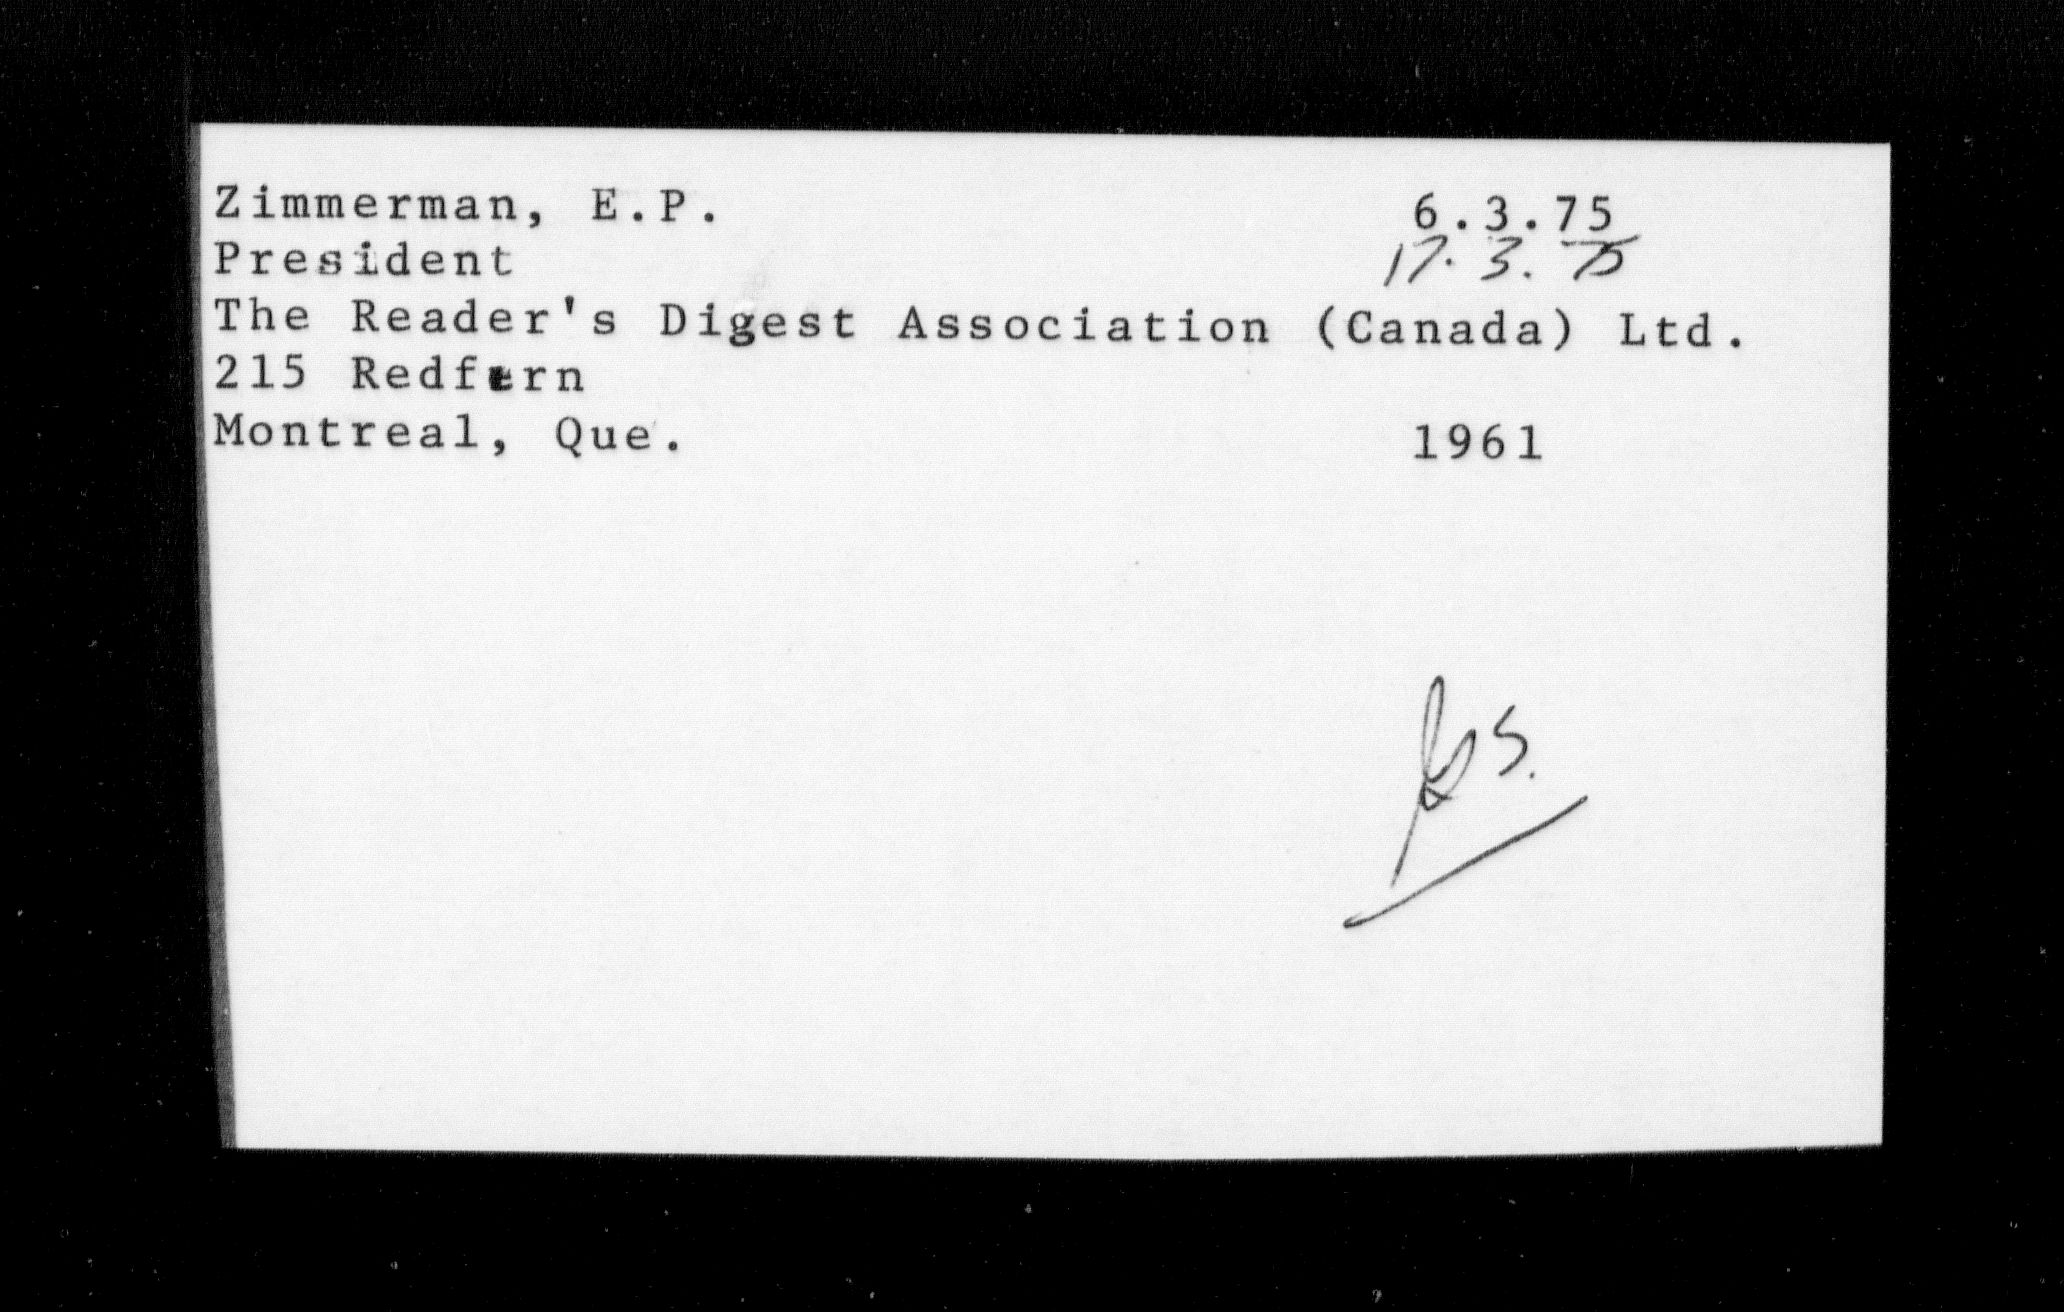 Zimmerman, E.P. 6.3.75
President 17.3.75
The Reader's Digest Association (Canada) Ltd.
215 Redfern
Montreal, Que. 1961